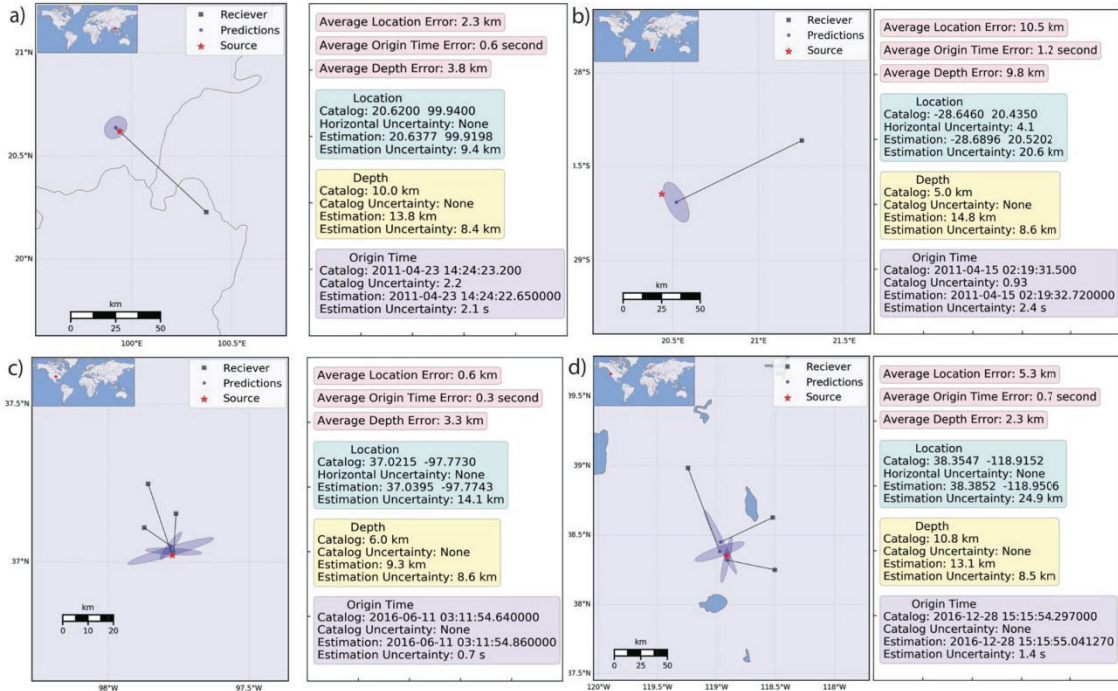 a)
Reciever
Predictions
Source
21°N
20.5°N
20°N
km
0 25 50
100°E 100.5°E
Average Location Error: 2.3 km
Average Origin Time Error: 0.6 second
Average Depth Error: 3.8 km
Location
Catalog: 20.6200 99.9400
Horizontal Uncertainty: None
Estimation: 20.6377 99.9198
Estimation Uncertainty: 9.4 km
Depth
Catalog: 10.0 km
Catalog Uncertainty: None
Estimation: 13.8 km
Estimation Uncertainty: 8.4 km
Origin Time
Catalog: 2011-04-23 14:24:23.200
Catalog Uncertainty: 2.2
Estimation: 2011-04-23 14:24:22.650000
Estimation Uncertainty: 2.1 s
b)
Reciever
Predictions
Source
28°S
1.5°S
29°S
km
0 25 50
20.5°E 21°E 21.5°E
Average Location Error: 10.5 km
Average Origin Time Error: 1.2 second
Average Depth Error: 9.8 km
Location
Catalog: -28.6460 20.4350
Horizontal Uncertainty: 4.1
Estimation: -28.6896 20.5202
Estimation Uncertainty: 20.6 km
Depth
Catalog: 5.0 km
Catalog Uncertainty: None
Estimation: 14.8 km
Estimation Uncertainty: 8.6 km
Origin Time
Catalog: 2011-04-15 02:19:31.500
Catalog Uncertainty: 0.93
Estimation: 2011-04-15 02:19:32.720000
Estimation Uncertainty: 2.4 s
c)
Reciever
Predictions
Source
37.5°N
37°N
km
0 10 20
98°W 97.5°W
Average Location Error: 0.6 km
Average Origin Time Error: 0.3 second
Average Depth Error: 3.3 km
Location
Catalog: 37.0215 -97.7730
Horizontal Uncertainty: None
Estimation: 37.0395 -97.7743
Estimation Uncertainty: 14.1 km
Depth
Catalog: 6.0 km
Catalog Uncertainty: None
Estimation: 9.3 km
Estimation Uncertainty: 8.6 km
Origin Time
Catalog: 2016-06-11 03:11:54.640000
Catalog Uncertainty: None
Estimation: 2016-06-11 03:11:54.860000
Estimation Uncertainty: 0.7 s
d)
Reciever
Predictions
Source
39.5°N
39°N
38.5°N
38°N
37.5°N
km
0 25 50
120°W 119.5°W 119°W 118.5°W 118°W
Average Location Error: 5.3 km
Average Origin Time Error: 0.7 second
Average Depth Error: 2.3 km
Location
Catalog: 38.3547 -118.9152
Horizontal Uncertainty: None
Estimation: 38.3852 -118.9506
Estimation Uncertainty: 24.9 km
Depth
Catalog: 10.8 km
Catalog Uncertainty: None
Estimation: 13.1 km
Estimation Uncertainty: 8.5 km
Origin Time
Catalog: 2016-12-28 15:15:54.297000
Catalog Uncertainty: None
Estimation: 2016-12-28 15:15:55.041270
Estimation Uncertainty: 1.4 s